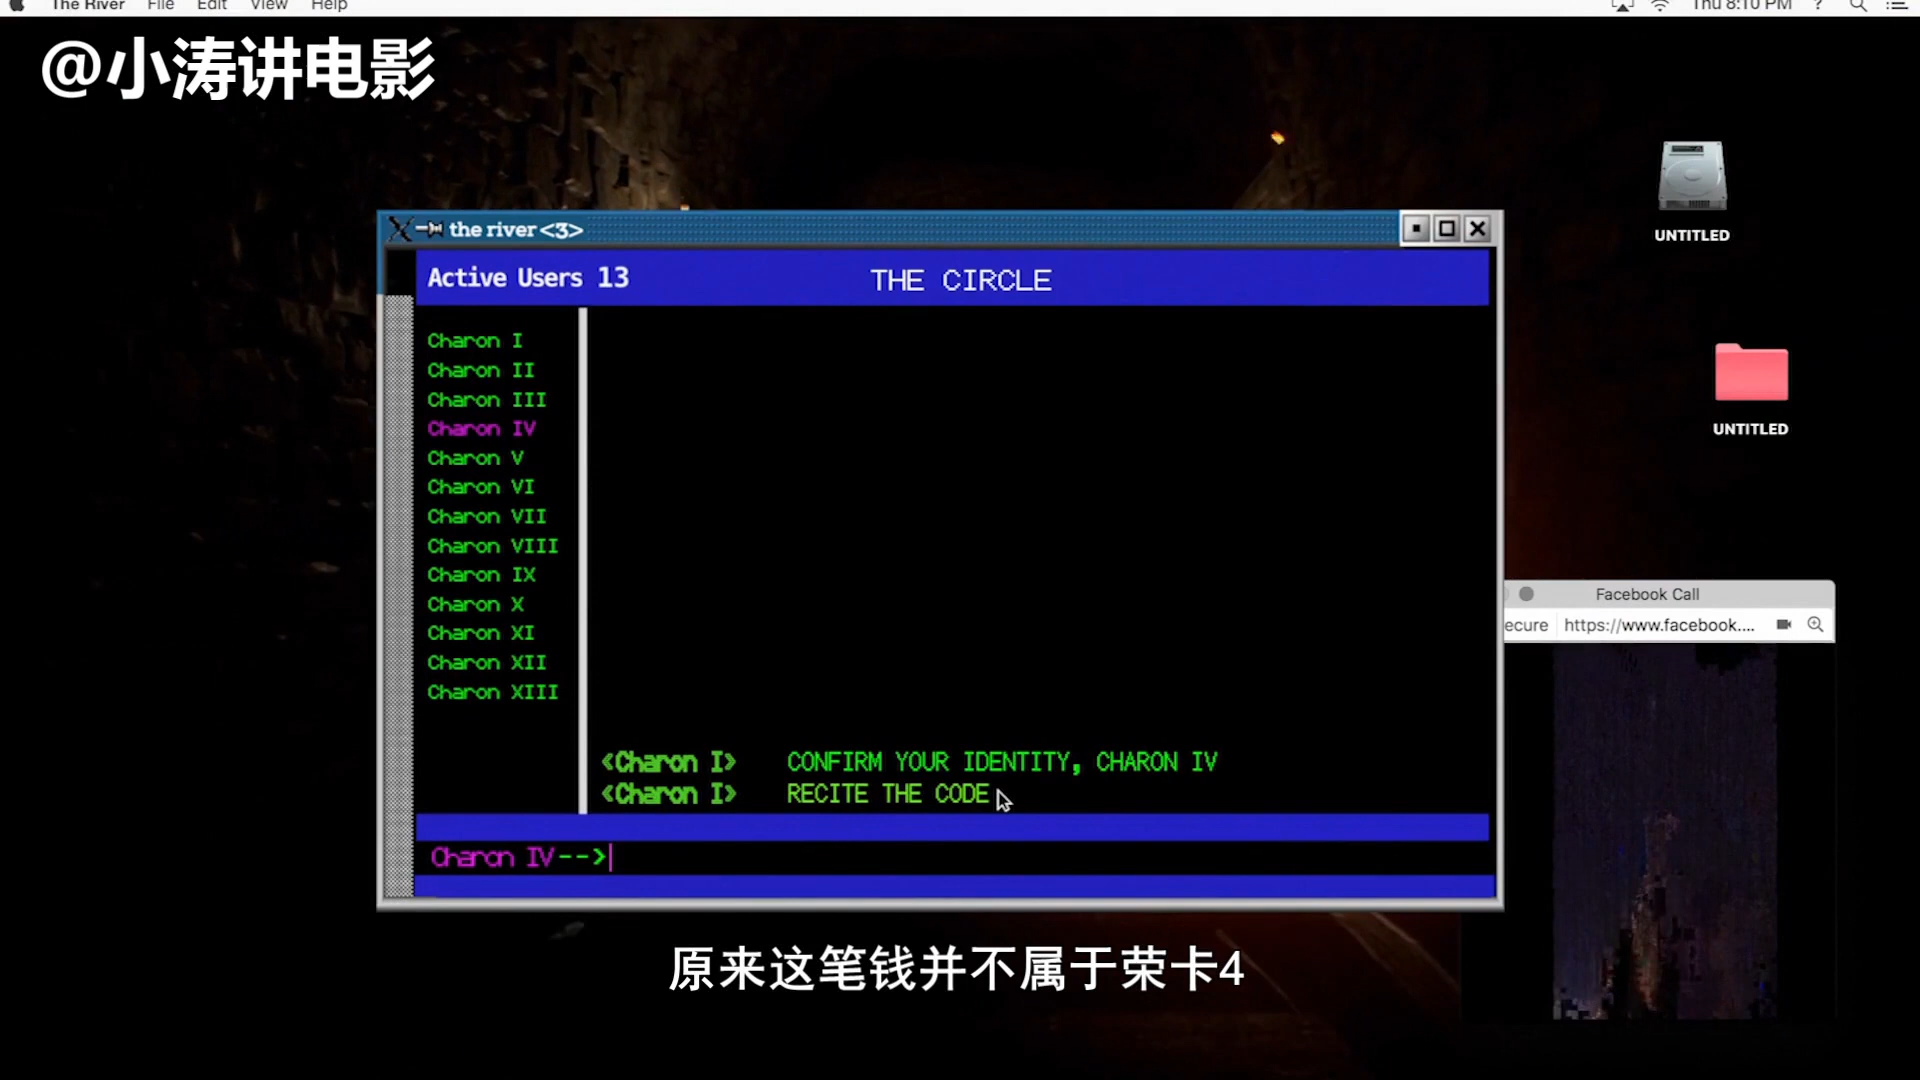 The River File Edit View Help Thu 8:10 PM ?
@小涛讲电影
UNTITLED
UNTITLED
the river <3>
Active Users 13
THE CIRCLE
Charon I
Charon II
Charon III
Charon IV
Charon V
Charon VI
Charon VII
Charon VIII
Charon IX
Charon X
Charon XI
Charon XII
Charon XIII
<Charon I> CONFIRM YOUR IDENTITY, CHARON IV
<Charon I> RECITE THE CODE
Charon IV-->
Facebook Call
ecure https://www.facebook....
原来这笔钱并不属于荣卡4